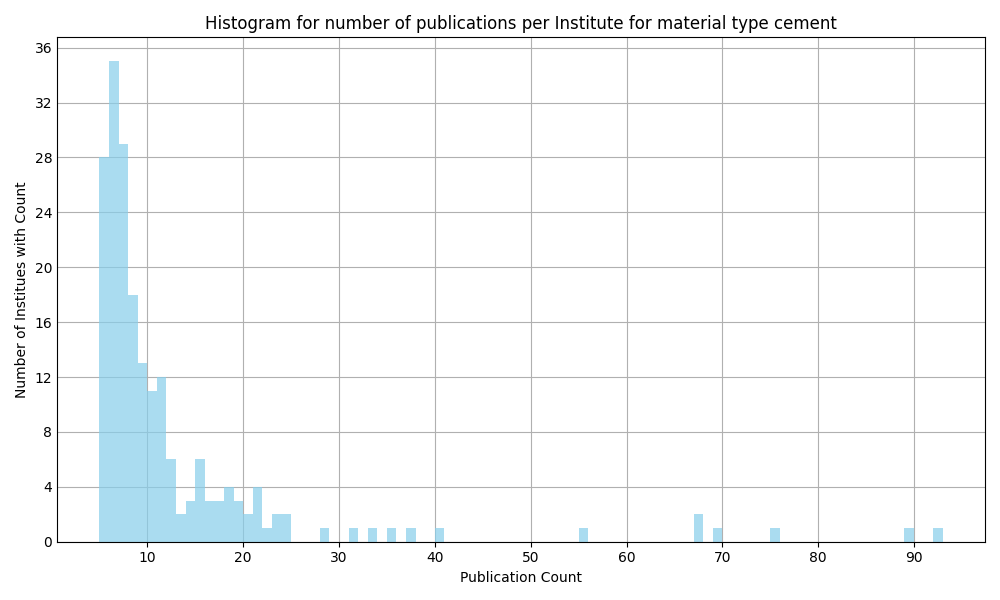 Histogram for number of publications per Institute for material type cement
Number of Institues with Count
36
32
28
24
20
16
12
8
4
0
10 20 30 40 50 60 70 80 90
Publication Count